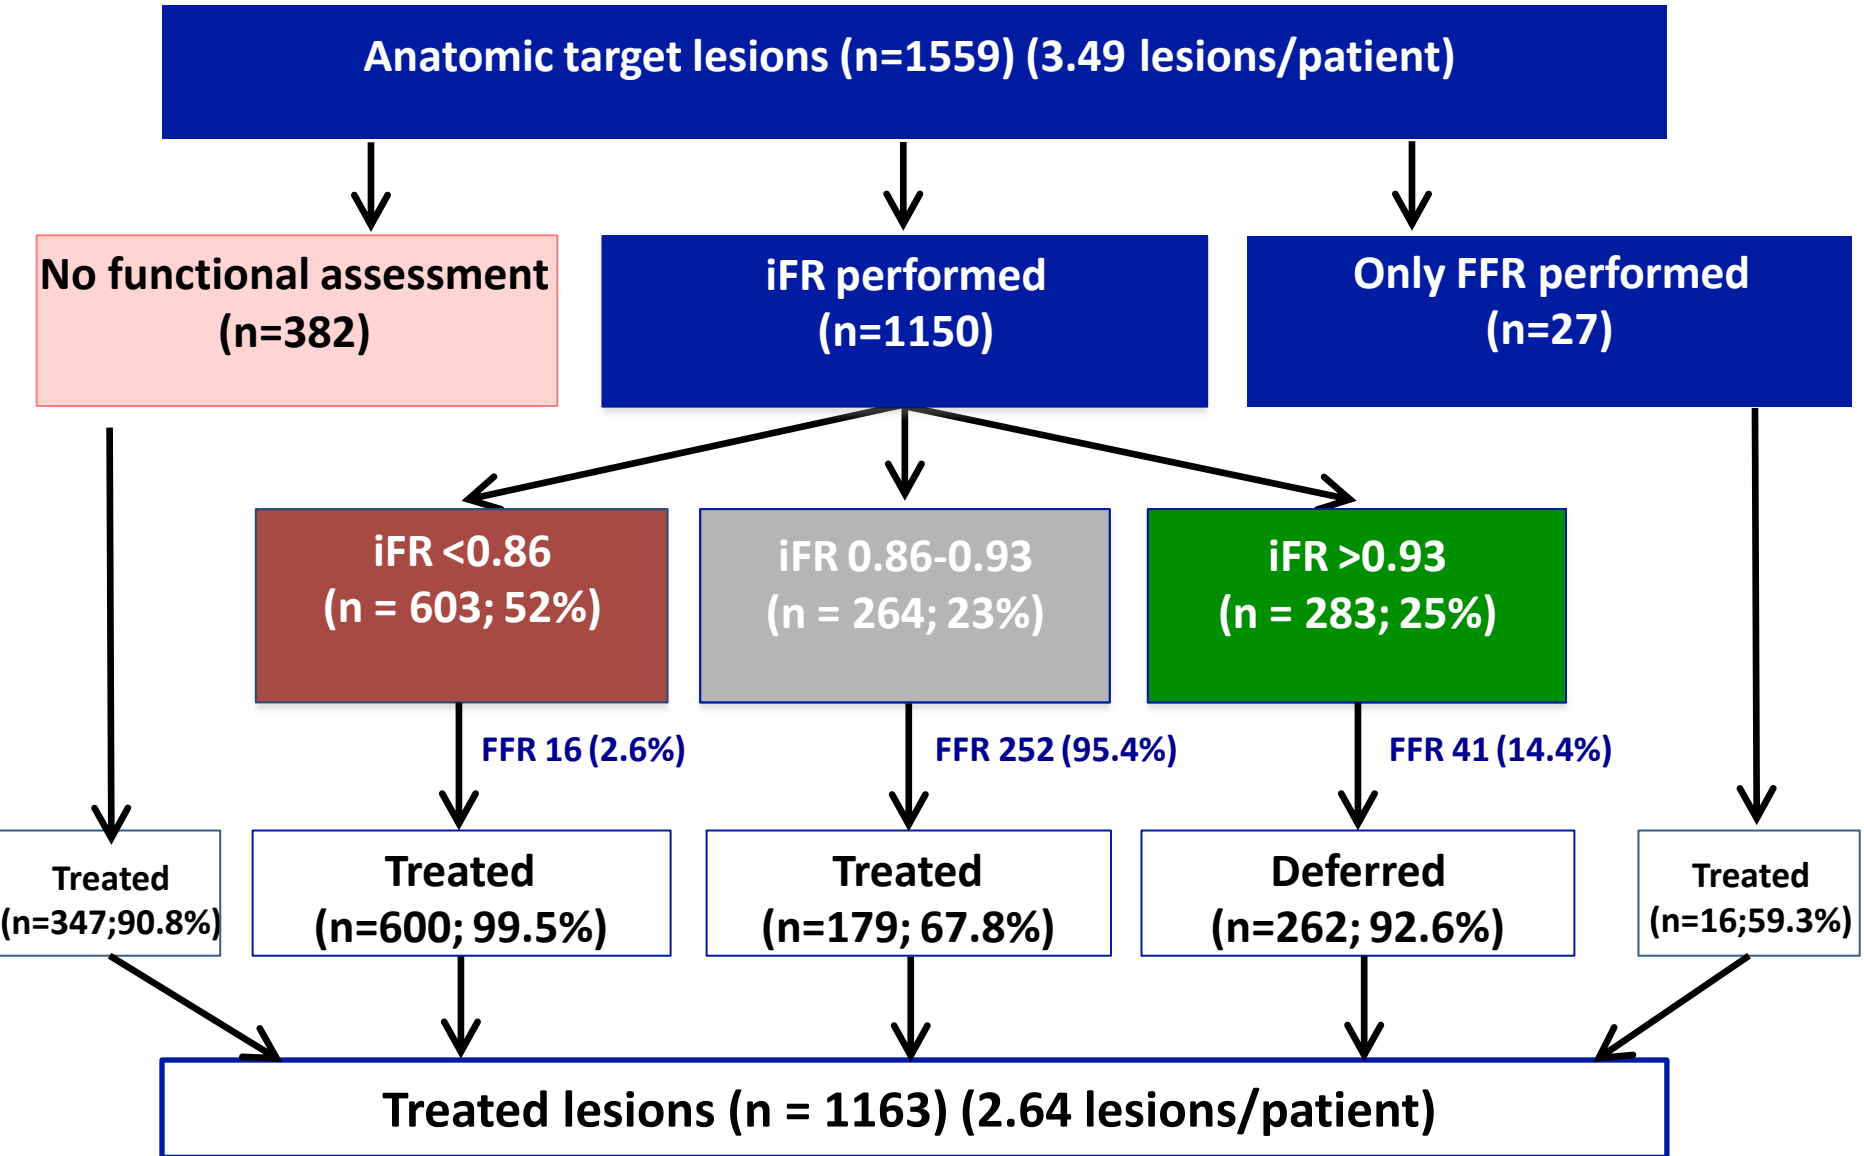 Anatomic target lesions (n=1559) (3.49 lesions/patient)
No functional assessment
(n=382)
iFR performed
(n=1150)
Only FFR performed
(n=27)
iFR <0.86
(n = 603; 52%)
iFR 0.86-0.93
(n = 264; 23%)
iFR >0.93
(n = 283; 25%)
FFR 16 (2.6%)
FFR 252 (95.4%)
FFR 41 (14.4%)
Treated
(n=347;90.8%)
Treated
(n=600; 99.5%)
Treated
(n=179; 67.8%)
Deferred
(n=262; 92.6%)
Treated
(n=16;59.3%)
Treated lesions (n = 1163) (2.64 lesions/patient)